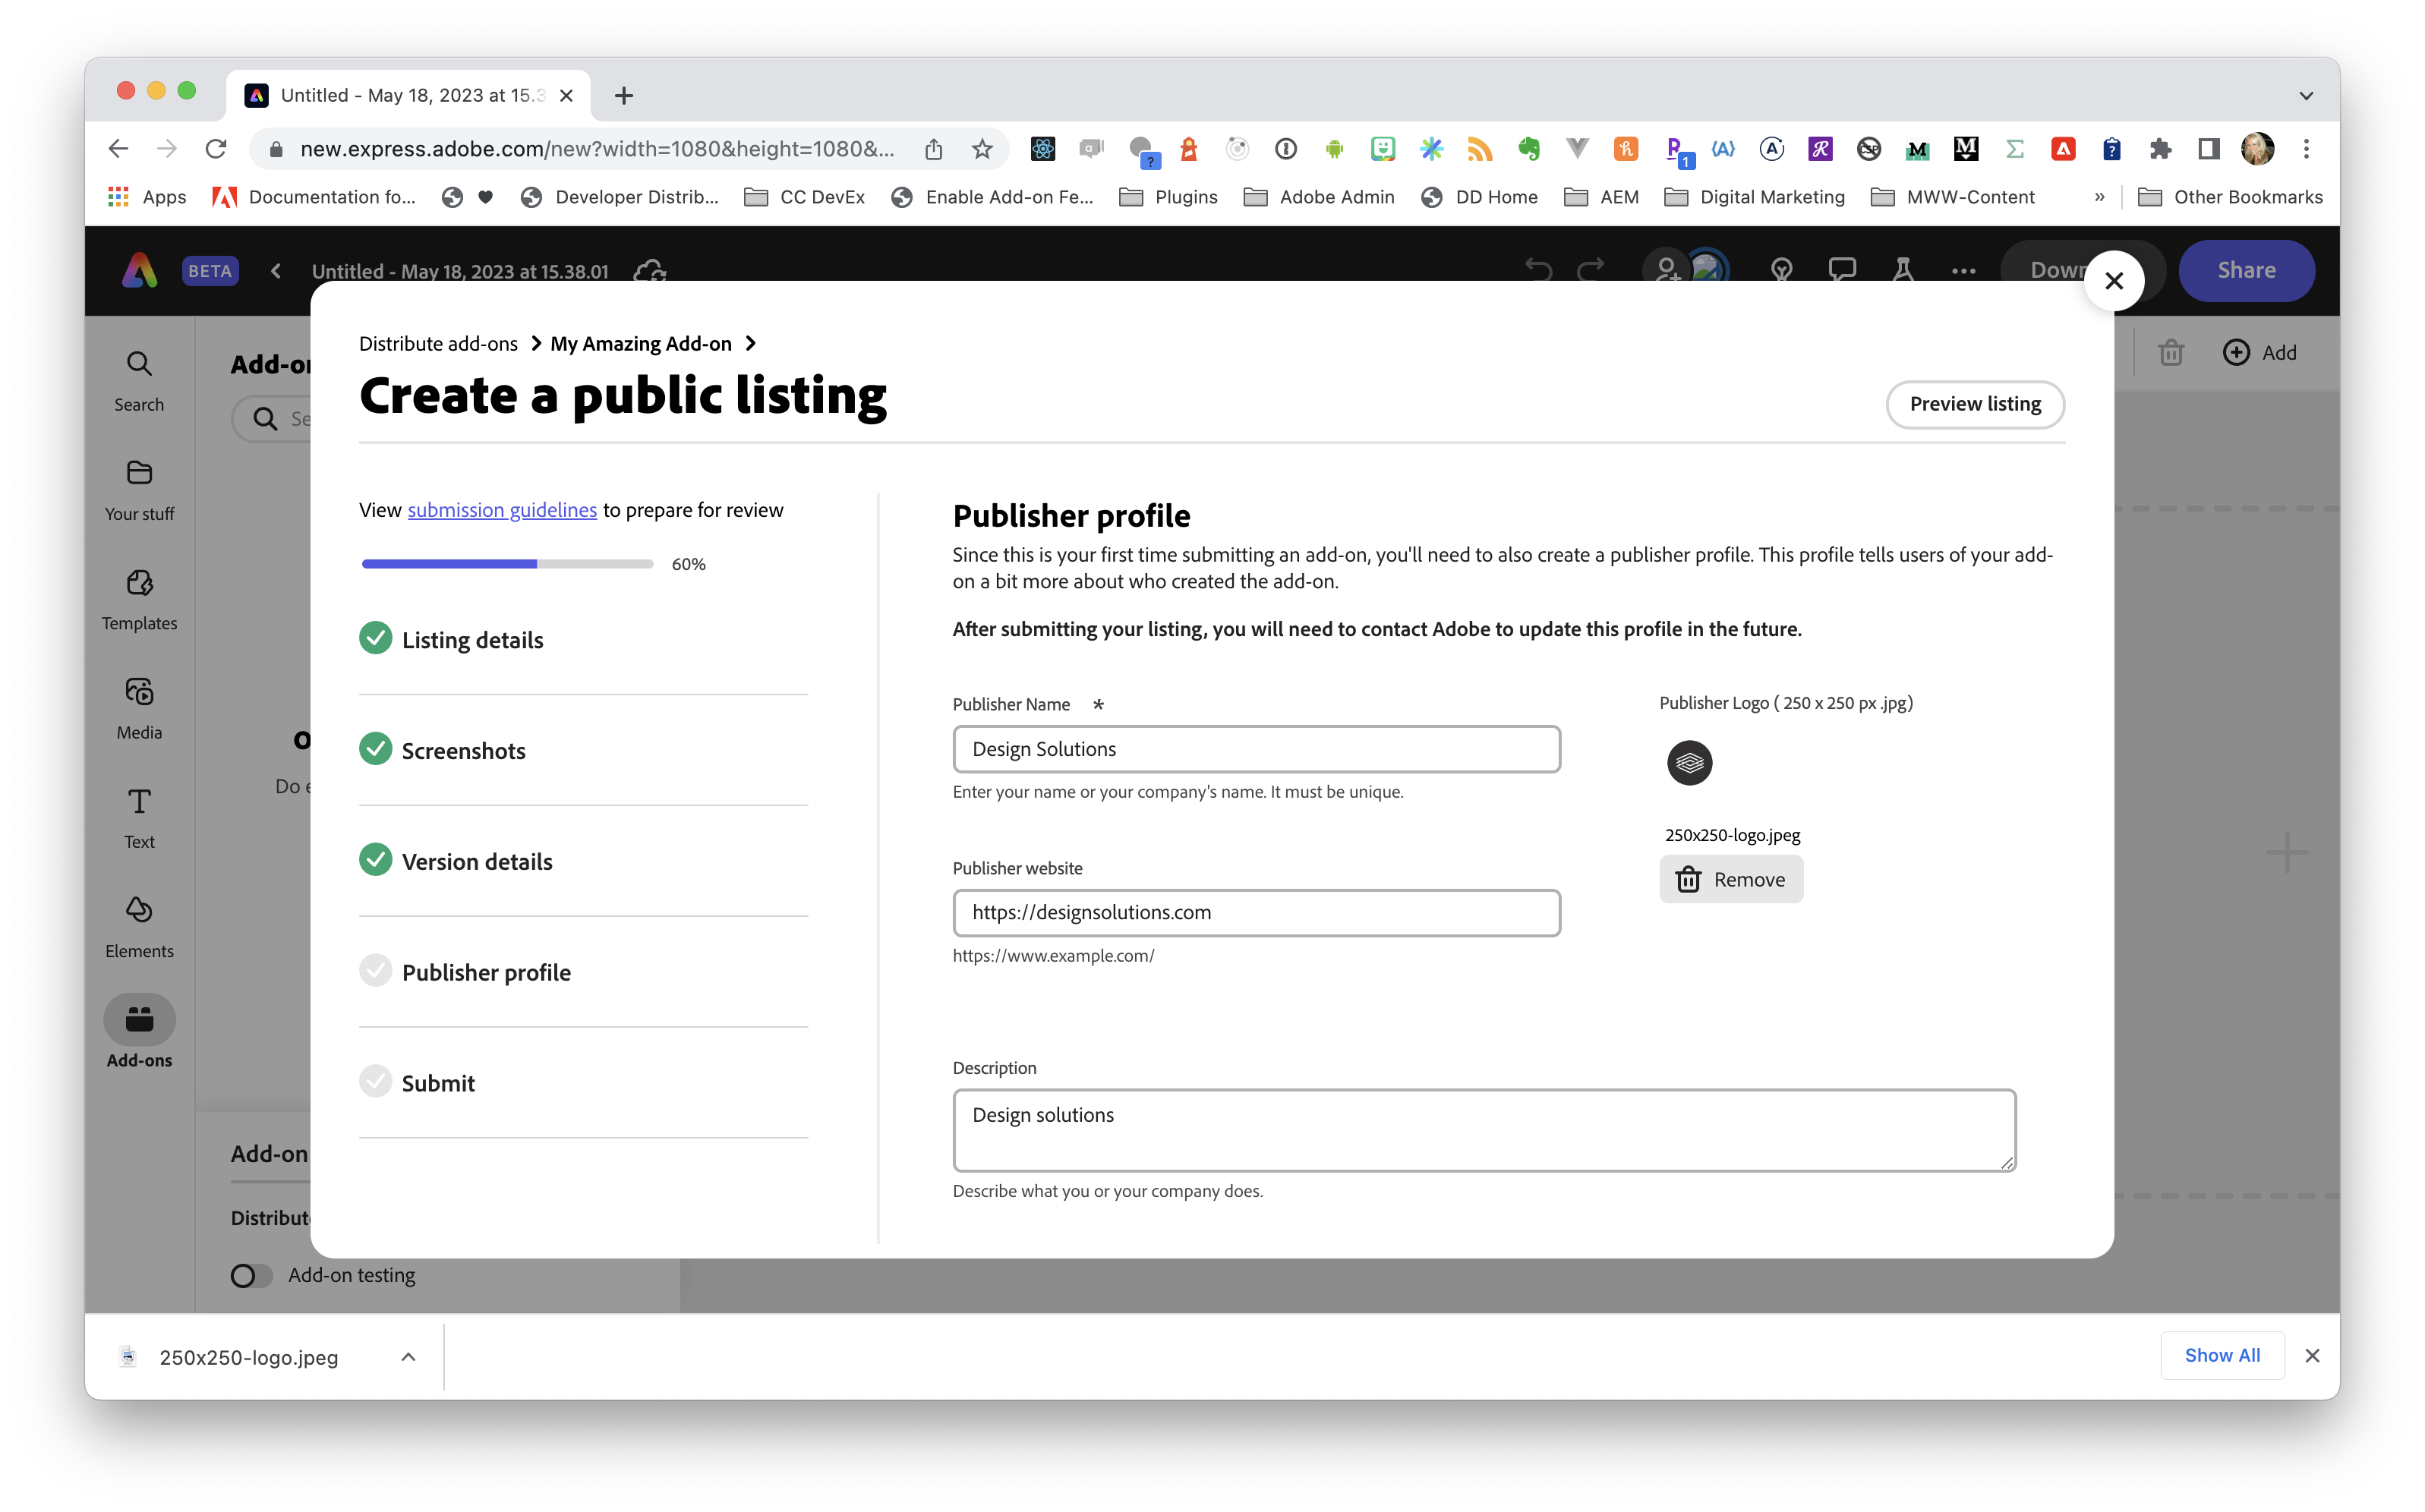 Untitled - May 18, 2023 at 15.3
new.express.adobe.com/new?width=1080&height=1080&...
Apps
Documentation fo...
Developer Distrib...
CC DevEx
Enable Add-on Fe...
Plugins
Adobe Admin
DD Home
AEM
Digital Marketing
MWW-Content
»
Other Bookmarks
BETA
Untitled - May 18, 2023 at 15.38.01
Down
Share
Search
Your stuff
Templates
Media
Text
Elements
Add-ons
Add-o
Se
Do e
Add-on
Distribut
Add-on testing
Add
Distribute add-ons > My Amazing Add-on >
Create a public listing
Preview listing
View submission guidelines to prepare for review
60%
Listing details
Screenshots
Version details
Publisher profile
Submit
Publisher profile
Since this is your first time submitting an add-on, you'll need to also create a publisher profile. This profile tells users of your add-
on a bit more about who created the add-on.
After submitting your listing, you will need to contact Adobe to update this profile in the future.
Publisher Name *
Design Solutions
Enter your name or your company's name. It must be unique.
Publisher Logo ( 250 x 250 px .jpg)
250x250-logo.jpeg
Remove
Publisher website
https://designsolutions.com
https://www.example.com/
Description
Design solutions
Describe what you or your company does.
250x250-logo.jpeg
Show All